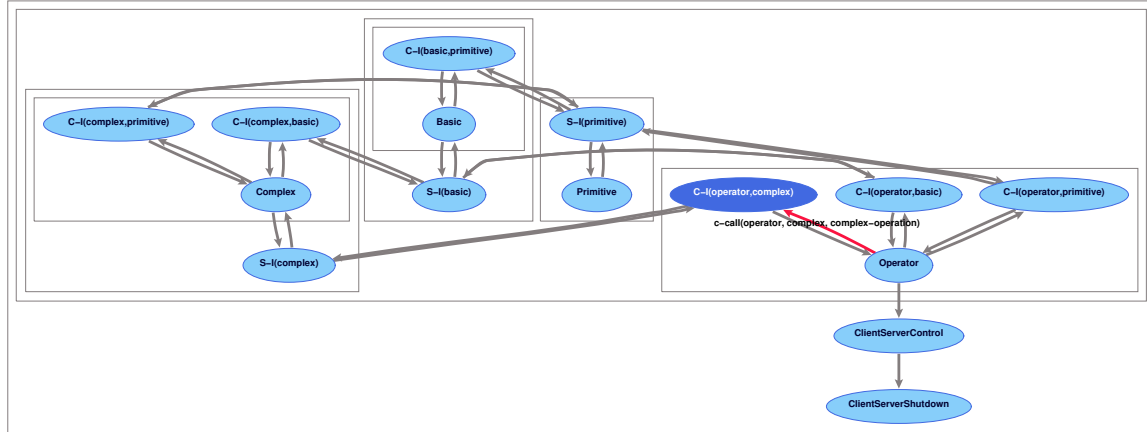 C-I(basic,primitive)
C-I(complex,primitive)
C-I(complex,basic)
Basic
S-I(primitive)
Complex
S-I(basic)
Primitive
C-I(operator,complex)
C-I(operator,basic)
C-I(operator,primitive)
c-call(operator, complex, complex-operation)
S-I(complex)
Operator
ClientServerControl
ClientServerShutdown